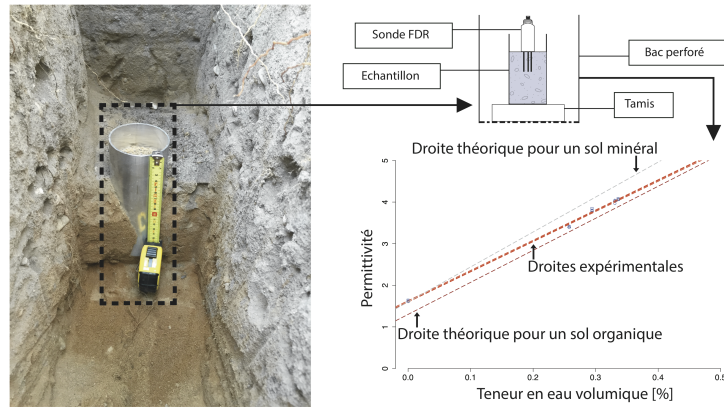 Sonde FDR
Echantillon
Bac perforé
Tamis
Droite théorique pour un sol minéral
5
4
3
2
1
0
Permittivité
Droites expérimentales
Droite théorique pour un sol organique
0.0 0.1 0.2 0.3 0.4 0.5
Teneur en eau volumique [%]